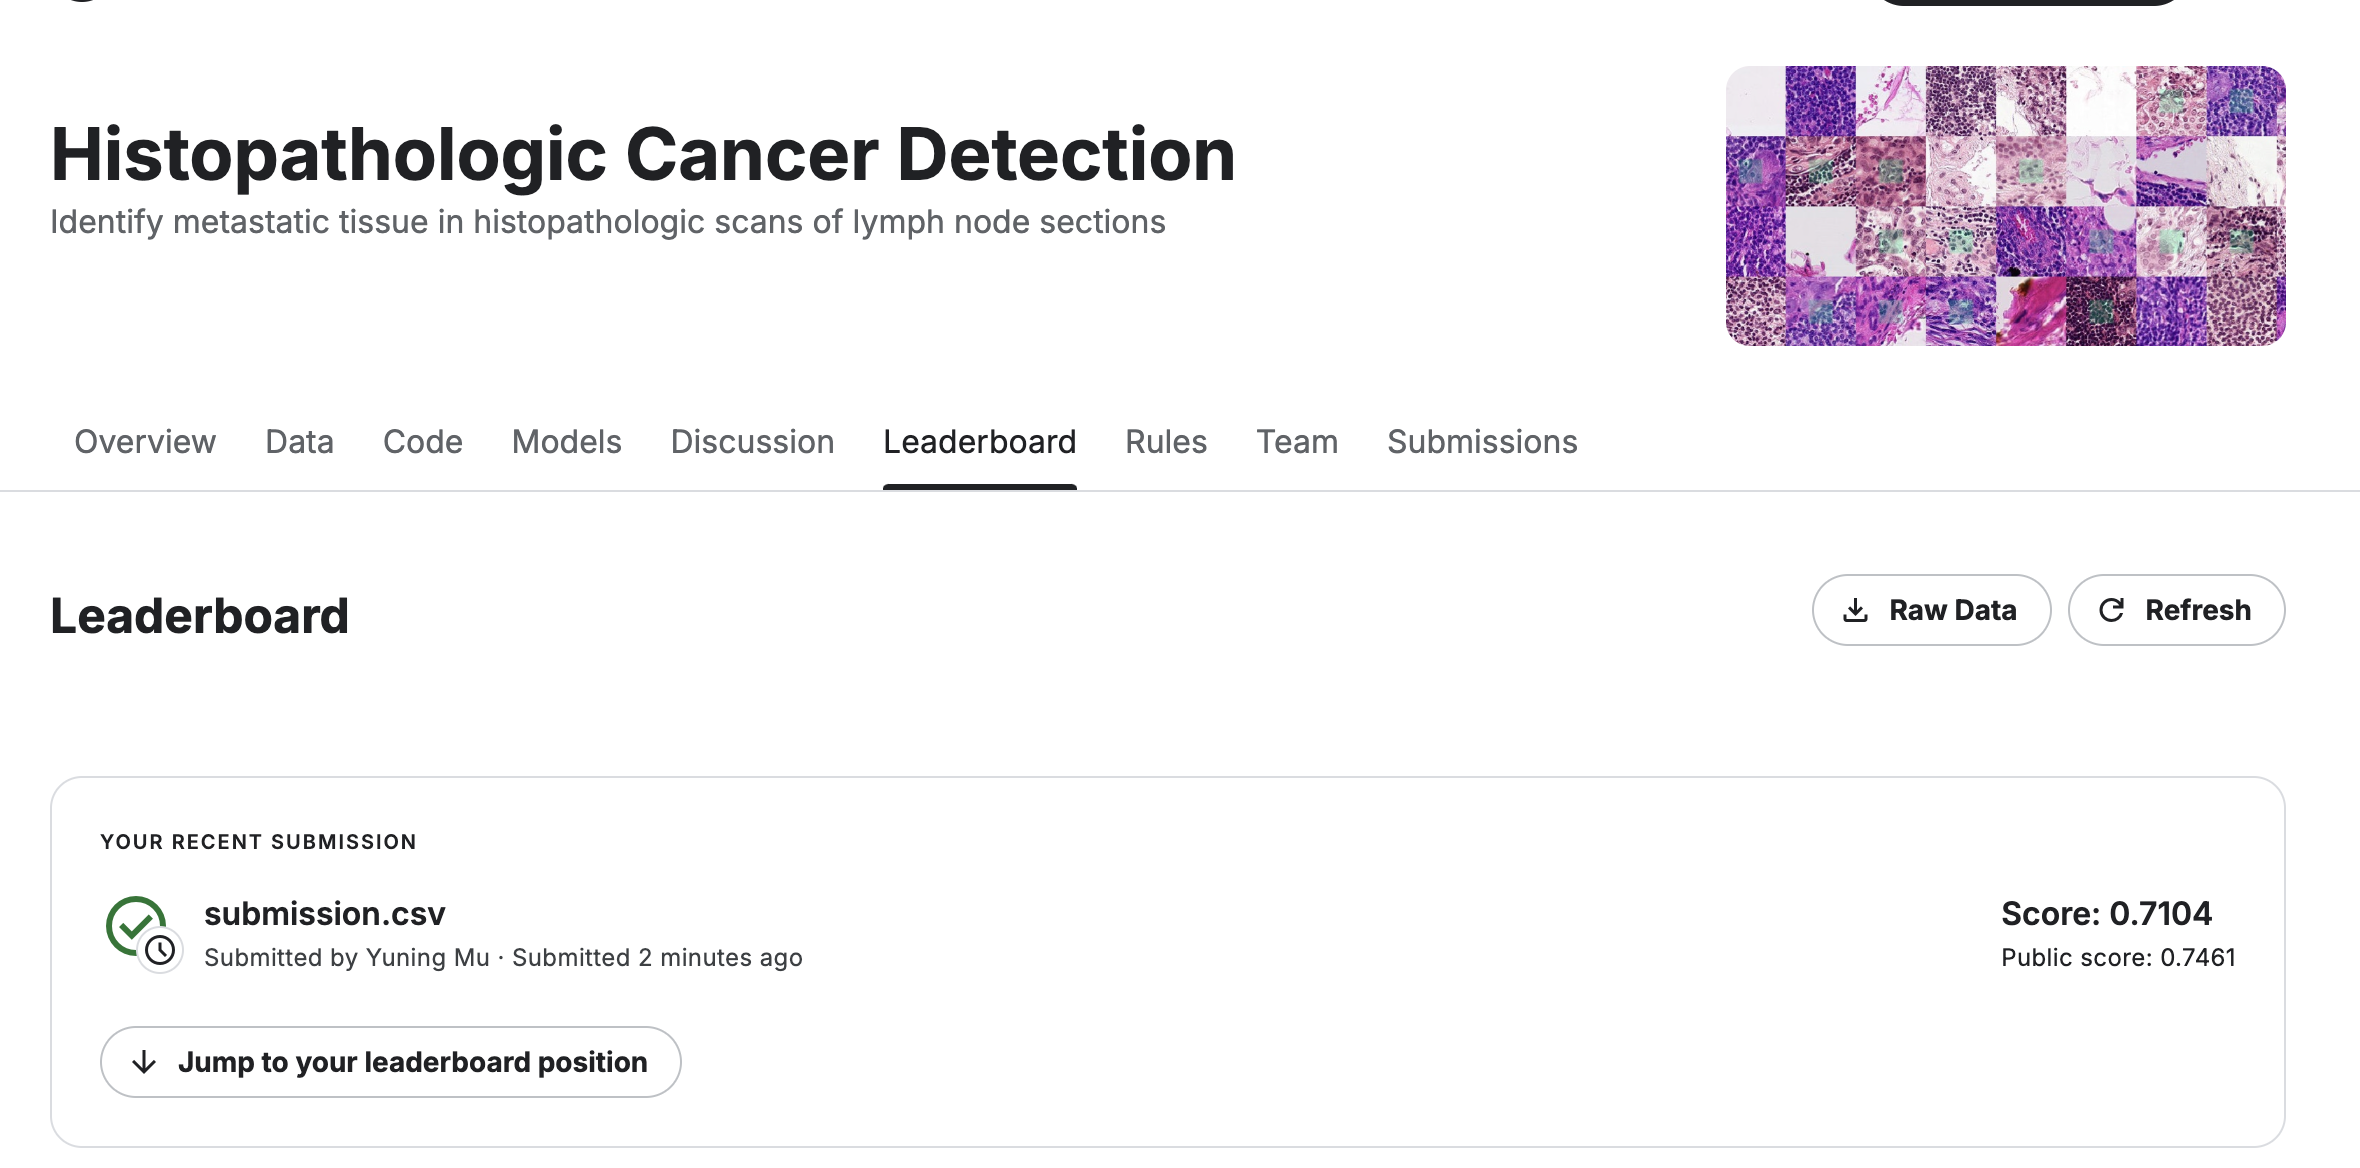 Histopathologic Cancer Detection
Identify metastatic tissue in histopathologic scans of lymph node sections
Overview Data Code Models Discussion Leaderboard Rules Team Submissions
Leaderboard
Raw Data Refresh
YOUR RECENT SUBMISSION
submission.csv
Score: 0.7104
Submitted by Yuning Mu · Submitted 2 minutes ago
Public score: 0.7461
Jump to your leaderboard position